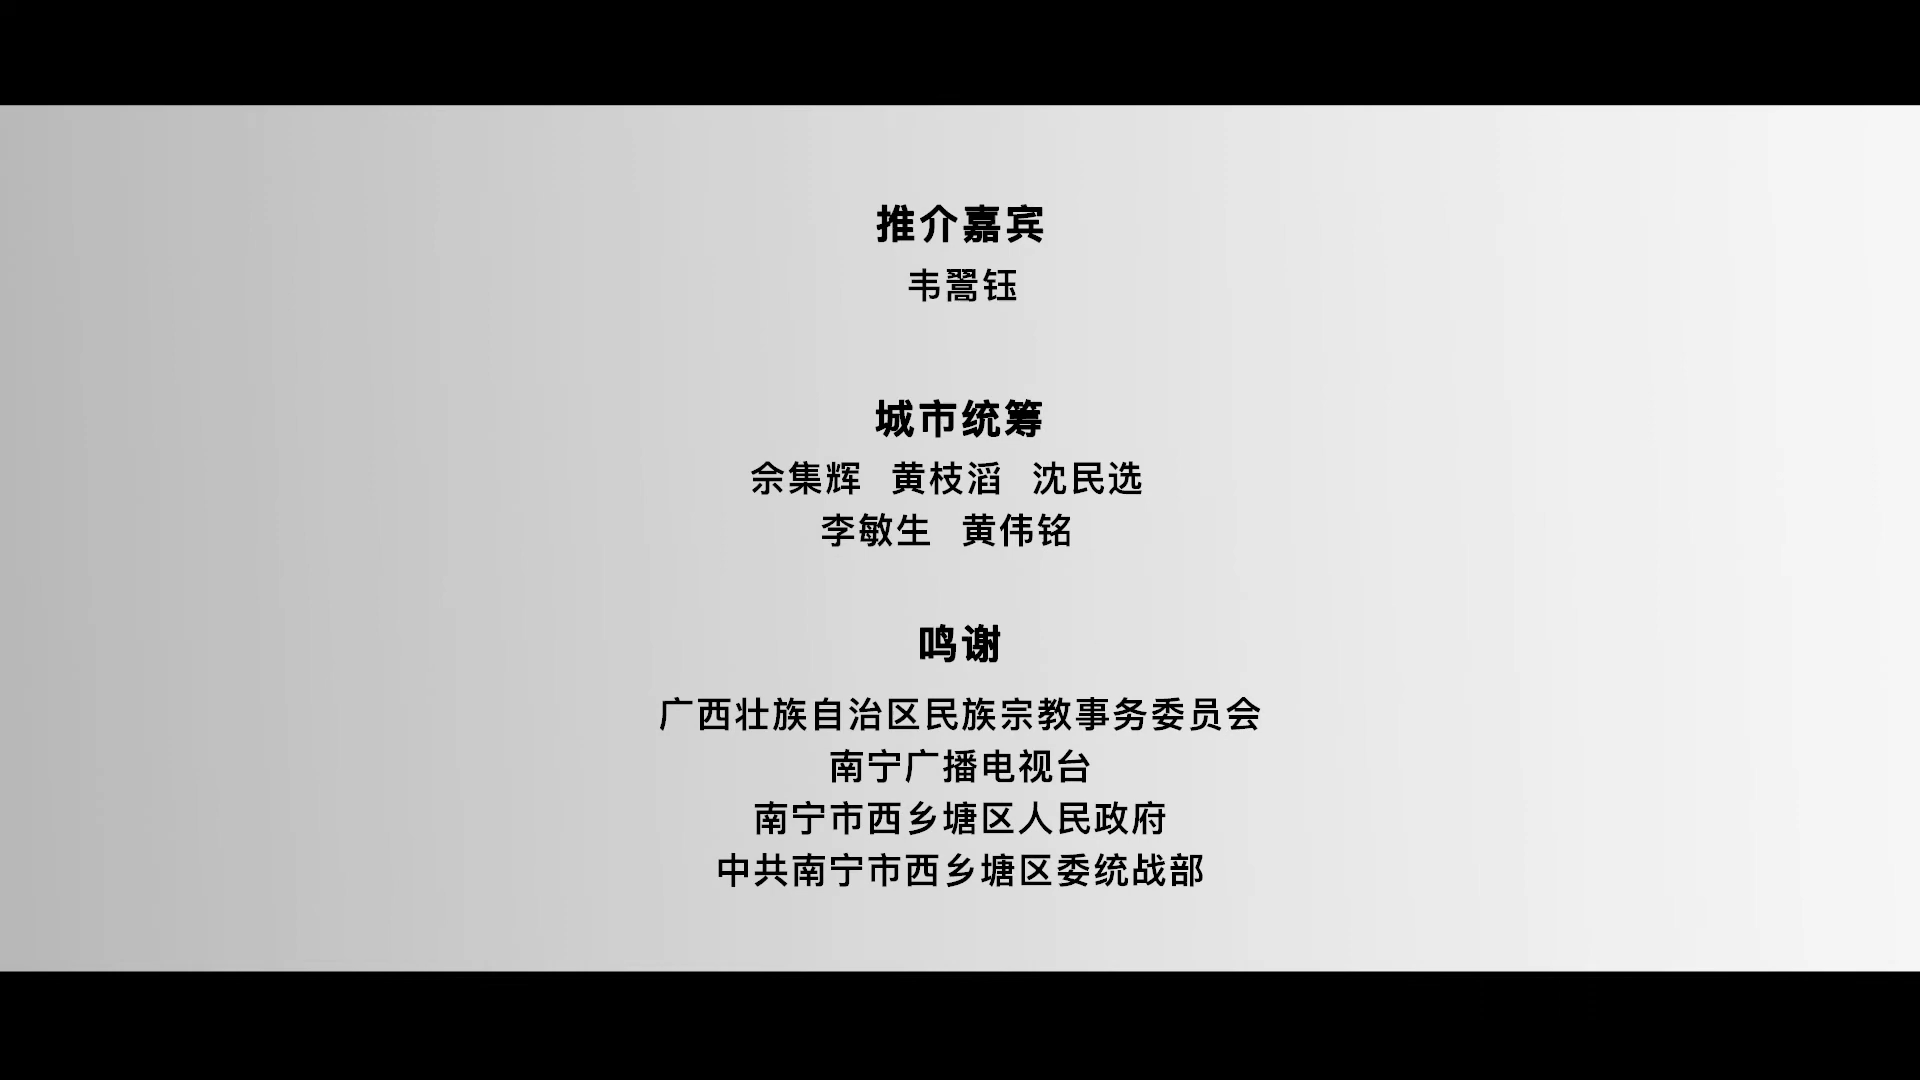 推介嘉宾
韦翯钰
城市统筹
佘集辉 黄枝滔 沈民选
李敏生 黄伟铭
鸣谢
广西壮族自治区民族宗教事务委员会
南宁广播电视台
南宁市西乡塘区人民政府
中共南宁市西乡塘区委统战部